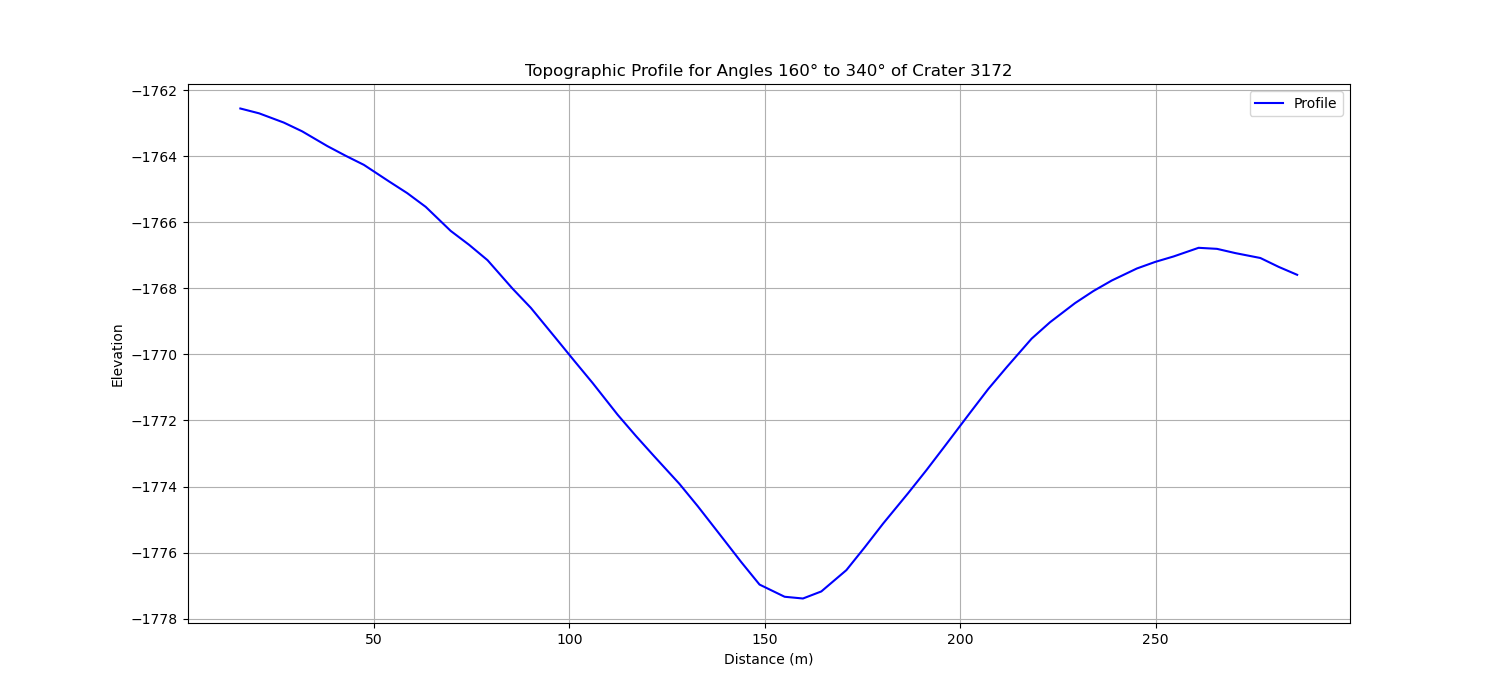 Topographic Profile for Angles 160° to 340° of Crater 3172
Profile
Elevation
−1762
−1764
−1766
−1768
−1770
−1772
−1774
−1776
−1778
50 100 150 200 250
Distance (m)